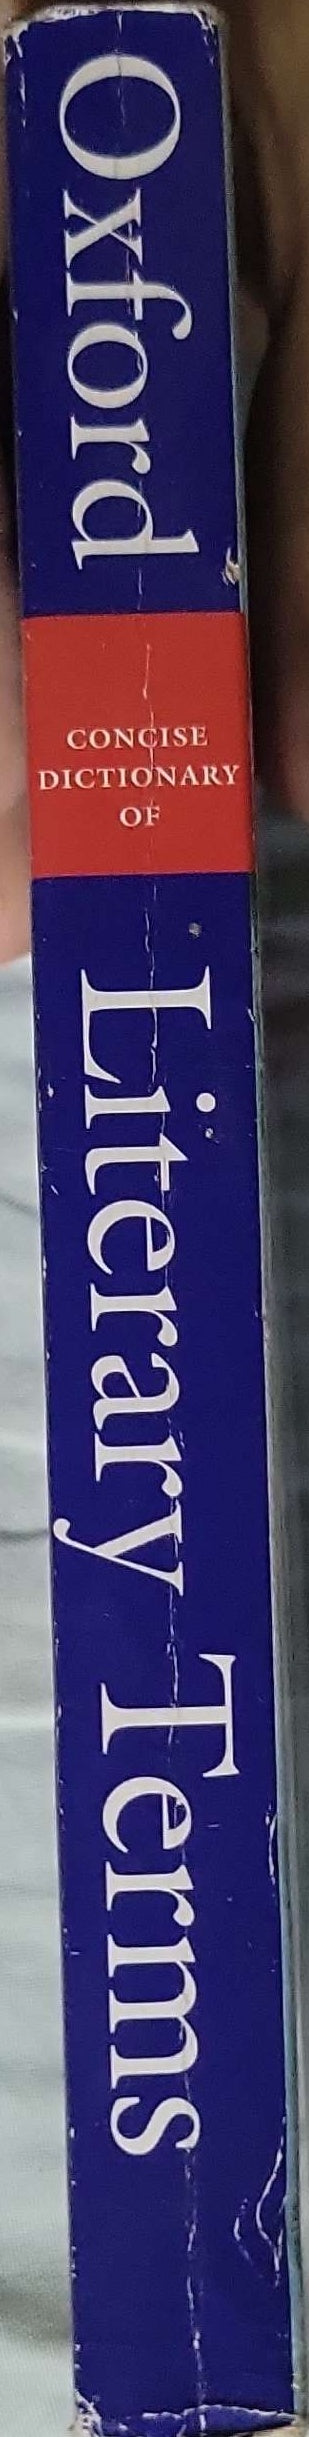 Oxford
CONCISE
DICTIONARY
OF
Literary Terms